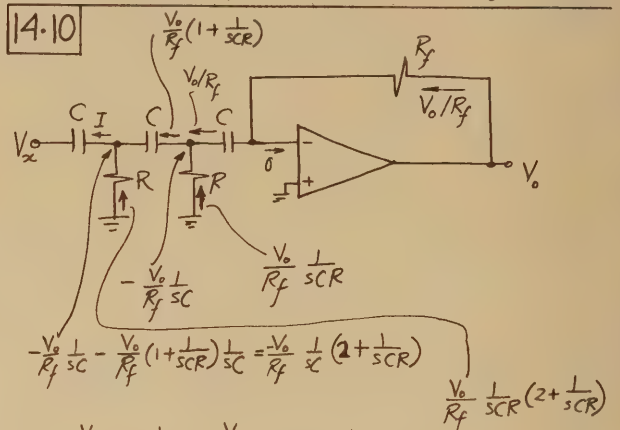 14.10
V₀/R_f (1 + 1/SCR)
V₀/R_f
R_f
V₀/R_f
C I C C
Vₓ
R R
0
-
+
V₀
- V₀/R_f 1/SC
V₀/R_f 1/SCR
-V₀/R_f 1/SC - V₀/R_f (1 + 1/SCR) 1/SC = -V₀/R_f 1/SC (2 + 1/SCR)
V₀/R_f 1/SCR (2 + 1/SCR)